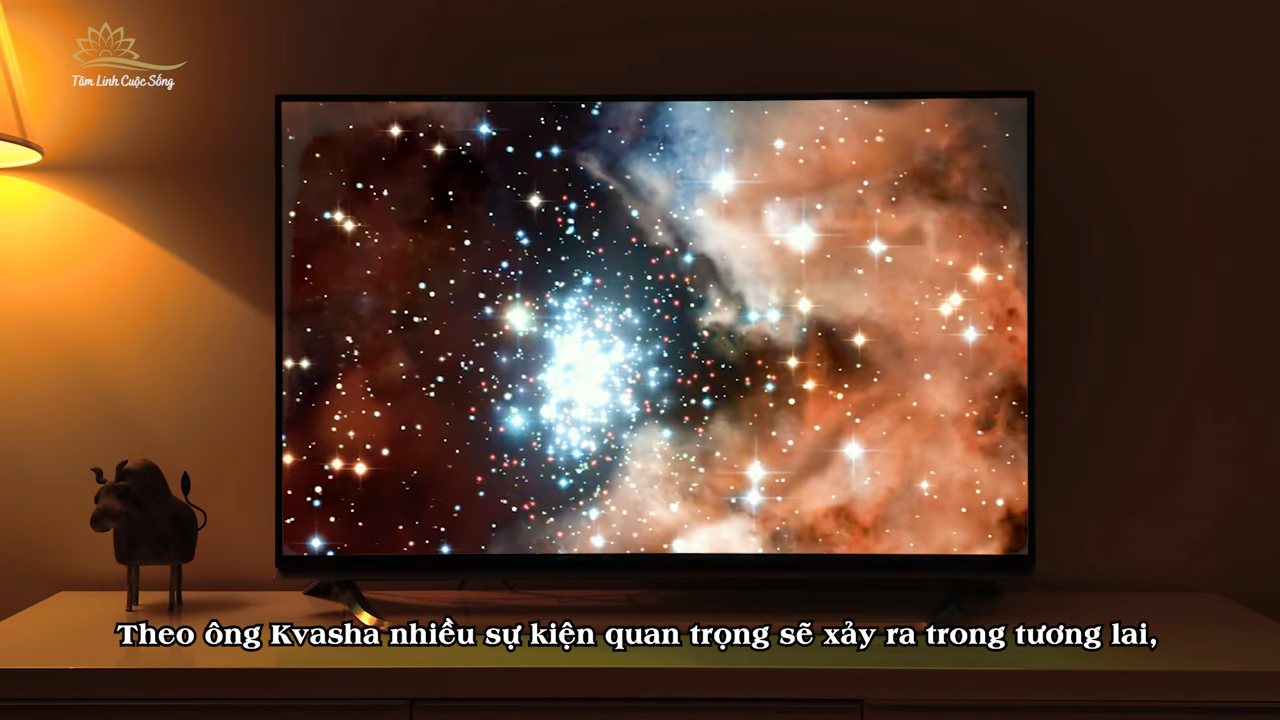 Tâm Linh Cuộc Sống
Theo ông Kvasha nhiều sự kiện quan trọng sẽ xảy ra trong tương lai,